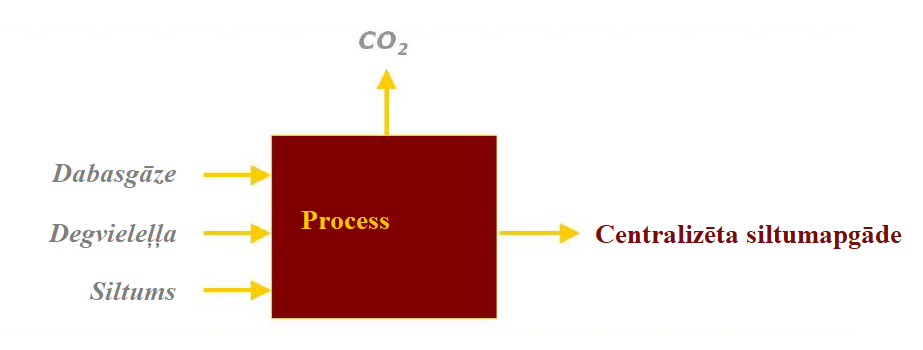 CO₂
Dabasgāze
Degvieleļļa
Siltums
Process
Centralizēta siltumapgāde